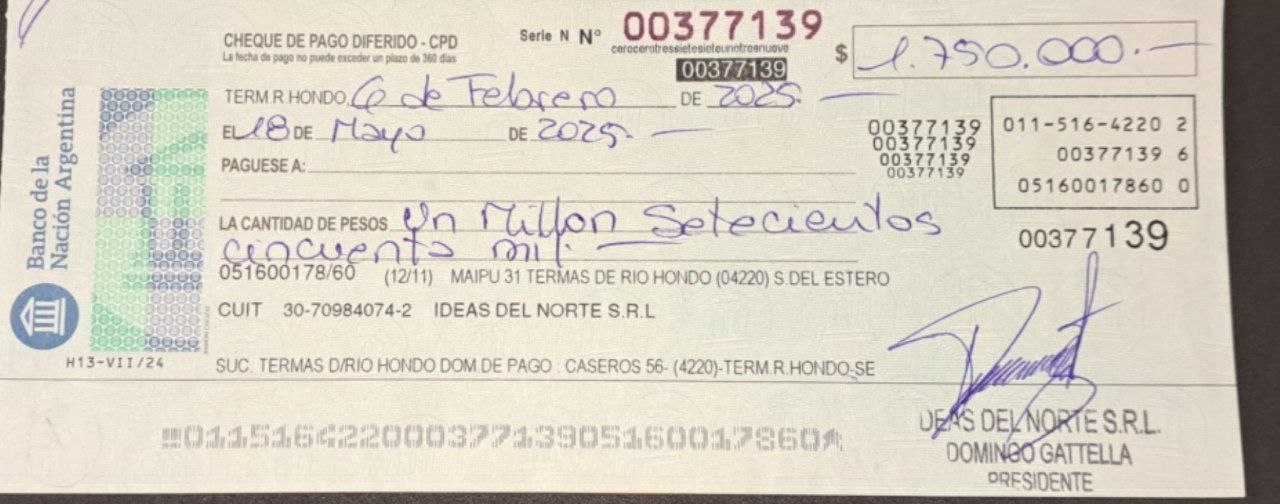 CHEQUE DE PAGO DIFERIDO - CPD
La fecha de pago no puede exceder un plazo de 360 días
Serie N Nº 00377139
cerocerotressietesieteunotresnueve
00377139
$ 1.750.000.-
TERM.R.HONDO, 6 de Febrero DE 2025.-
EL 18 DE Mayo DE 2025.-
PAGUESE A:
LA CANTIDAD DE PESOS Un Millon Setecientos
cincuenta mil.-
00377139
00377139
00377139
00377139
011-516-4220 2
00377139 6
05160017860 0
00377139
051600178/60 (12/11) MAIPU 31 TERMAS DE RIO HONDO (04220) S.DEL ESTERO
CUIT 30-70984074-2 IDEAS DEL NORTE S.R.L
SUC. TERMAS D/RIO HONDO DOM.DE PAGO : CASEROS 56- (4220)-TERM.R.HONDO-SE
Banco de la
Nación Argentina
H13-VII/24
01151642200037713905160017860
DEAS DEL NORTE S.R.L.
DOMINGO GATTELLA
PRESIDENTE